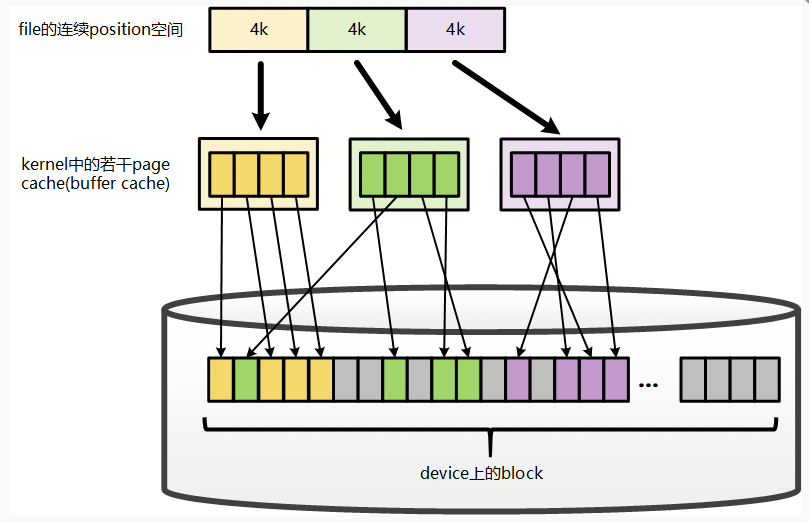 file的连续position空间
4k
4k
4k
kernel中的若干page
cache(buffer cache)
...
device上的block